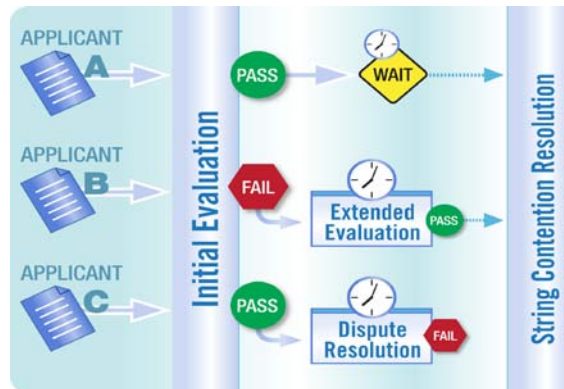 APPLICANT
A
PASS
WAIT
APPLICANT
B
FAIL
Extended
Evaluation
PASS
APPLICANT
C
PASS
Dispute
Resolution
FAIL
Initial Evaluation
String Contention Resolution